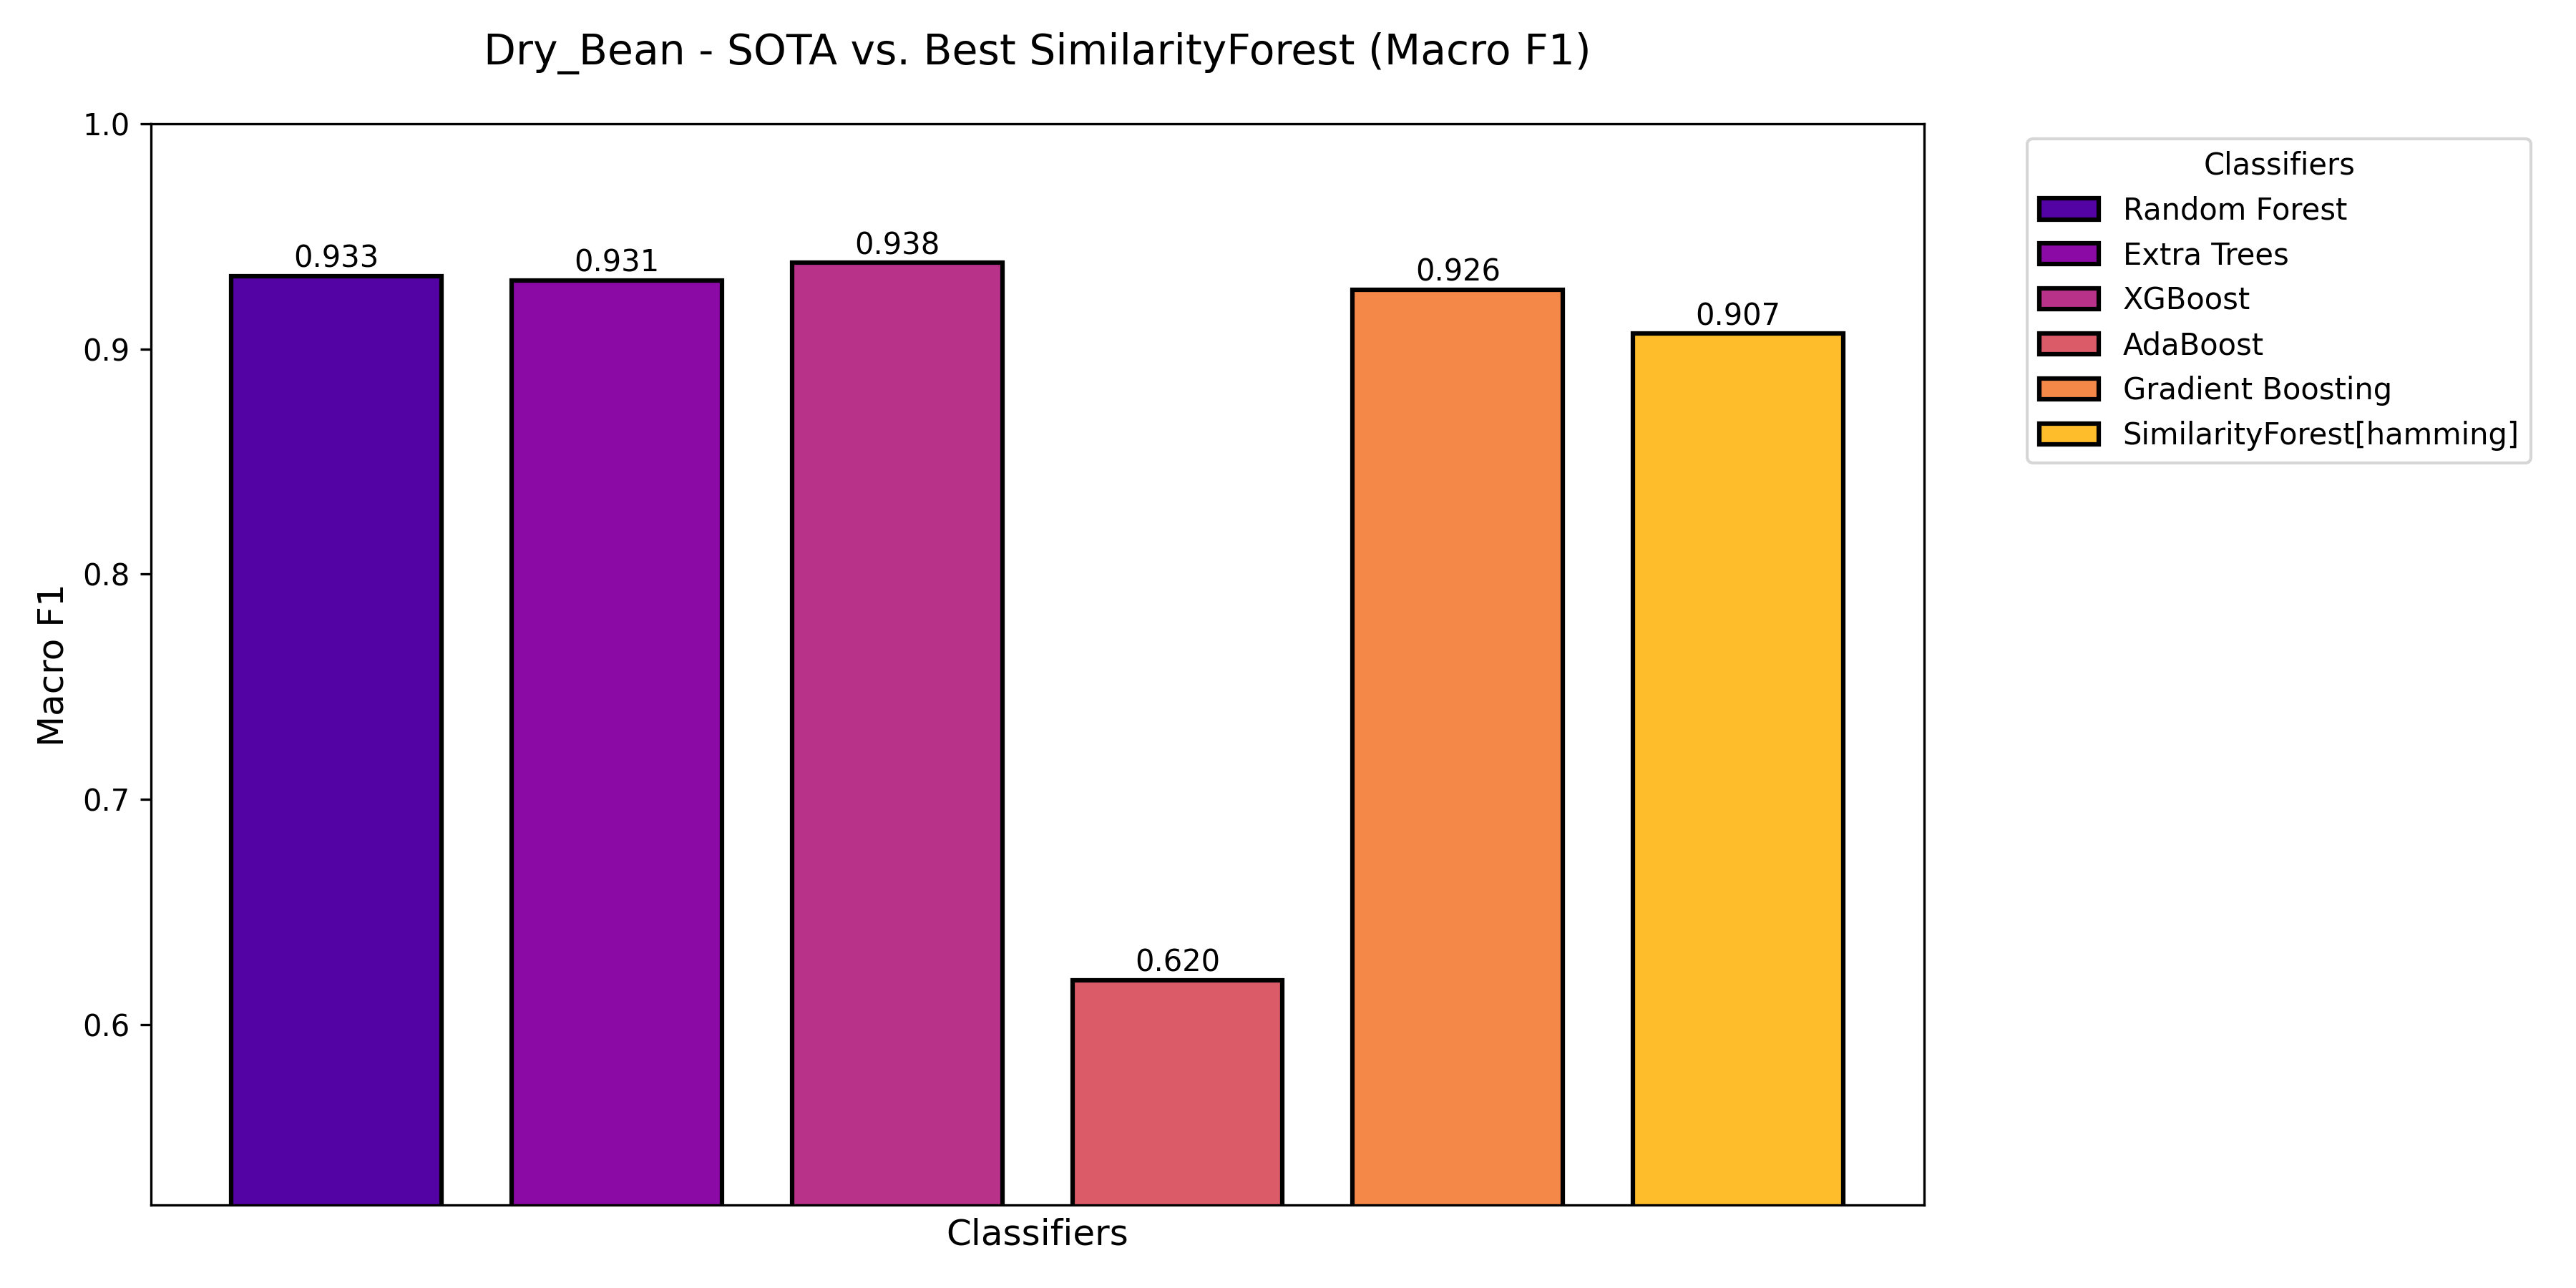 Dry_Bean - SOTA vs. Best SimilarityForest (Macro F1)
1.0
0.9
0.8
0.7
0.6
Macro F1
0.933
0.931
0.938
0.620
0.926
0.907
Classifiers
Classifiers
Random Forest
Extra Trees
XGBoost
AdaBoost
Gradient Boosting
SimilarityForest[hamming]